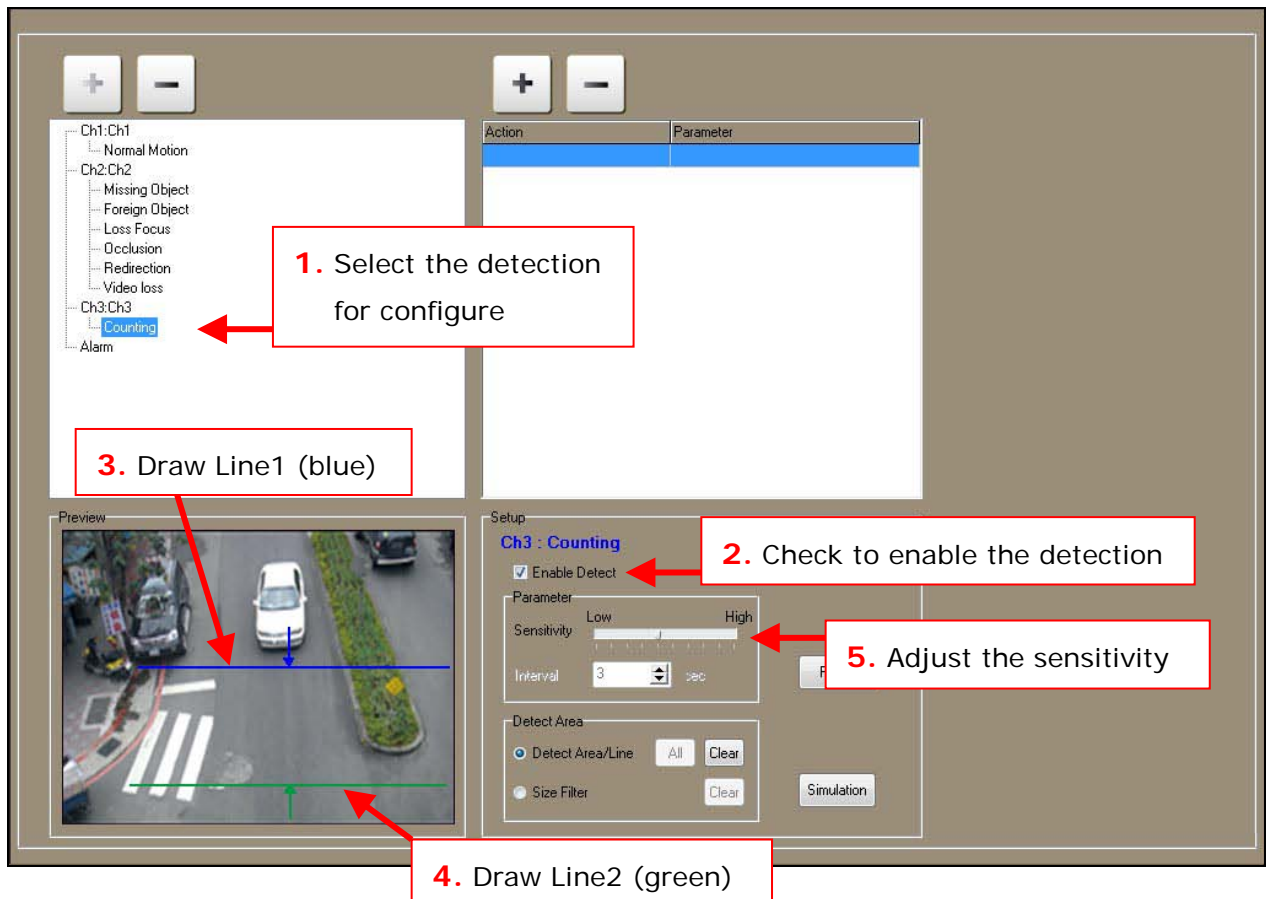 Ch1:Ch1
Normal Motion
Ch2:Ch2
Missing Object
Foreign Object
Loss Focus
Occlusion
Redirection
Video loss
Ch3:Ch3
Counting
Alarm
Action Parameter
1. Select the detection
for configure
3. Draw Line1 (blue)
Preview
Setup
Ch3 : Counting
2. Check to enable the detection
Enable Detect
Parameter
Low High
Sensitivity
5. Adjust the sensitivity
Interval 3 sec
Detect Area
Detect Area/Line All Clear
Size Filter Clear
Simulation
4. Draw Line2 (green)